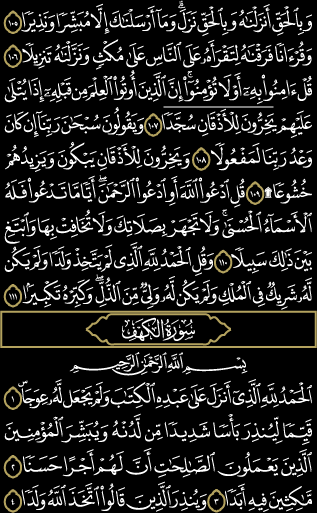 وَبِالْحَقِّ أَنزَلْنَاهُ وَبِالْحَقِّ نَزَلَ ۗ وَمَا أَرْسَلْنَاكَ إِلَّا مُبَشِّرًا وَنَذِيرًا ١٠٥
وَقُرْءَانًا فَرَقْنَاهُ لِتَقْرَأَهُ عَلَى النَّاسِ عَلَىٰ مُكْثٍ وَنَزَّلْنَاهُ تَنزِيلًا ١٠٦
قُلْ ءَامِنُوا بِهِ أَوْ لَا تُؤْمِنُوا ۚ إِنَّ الَّذِينَ أُوتُوا الْعِلْمَ مِن قَبْلِهِ إِذَا يُتْلَىٰ
عَلَيْهِمْ يَخِرُّونَ لِلْأَذْقَانِ سُجَّدًا ١٠٧ وَيَقُولُونَ سُبْحَانَ رَبِّنَا إِن كَانَ
وَعْدُ رَبِّنَا لَمَفْعُولًا ١٠٨ وَيَخِرُّونَ لِلْأَذْقَانِ يَبْكُونَ وَيَزِيدُهُمْ
خُشُوعًا ۩ ١٠٩ قُلِ ادْعُوا اللَّهَ أَوِ ادْعُوا الرَّحْمَٰنَ ۖ أَيًّا مَّا تَدْعُوا فَلَهُ
الْأَسْمَاءُ الْحُسْنَىٰ ۚ وَلَا تَجْهَرْ بِصَلَاتِكَ وَلَا تُخَافِتْ بِهَا وَابْتَغِ
بَيْنَ ذَٰلِكَ سَبِيلًا ١١٠ وَقُلِ الْحَمْدُ لِلَّهِ الَّذِي لَمْ يَتَّخِذْ وَلَدًا وَلَمْ يَكُن
لَّهُ شَرِيكٌ فِي الْمُلْكِ وَلَمْ يَكُن لَّهُ وَلِيٌّ مِّنَ الذُّلِّ ۖ وَكَبِّرْهُ تَكْبِيرًا ١١١
سُورَةُ الْكَهْفِ
بِسْمِ اللَّهِ الرَّحْمَٰنِ الرَّحِيمِ
الْحَمْدُ لِلَّهِ الَّذِي أَنزَلَ عَلَىٰ عَبْدِهِ الْكِتَابَ وَلَمْ يَجْعَل لَّهُ عِوَجًا ١
قَيِّمًا لِّيُنذِرَ بَأْسًا شَدِيدًا مِّن لَّدُنْهُ وَيُبَشِّرَ الْمُؤْمِنِينَ
الَّذِينَ يَعْمَلُونَ الصَّالِحَاتِ أَنَّ لَهُمْ أَجْرًا حَسَنًا ٢
مَّاكِثِينَ فِيهِ أَبَدًا ٣ وَيُنذِرَ الَّذِينَ قَالُوا اتَّخَذَ اللَّهُ وَلَدًا ٤